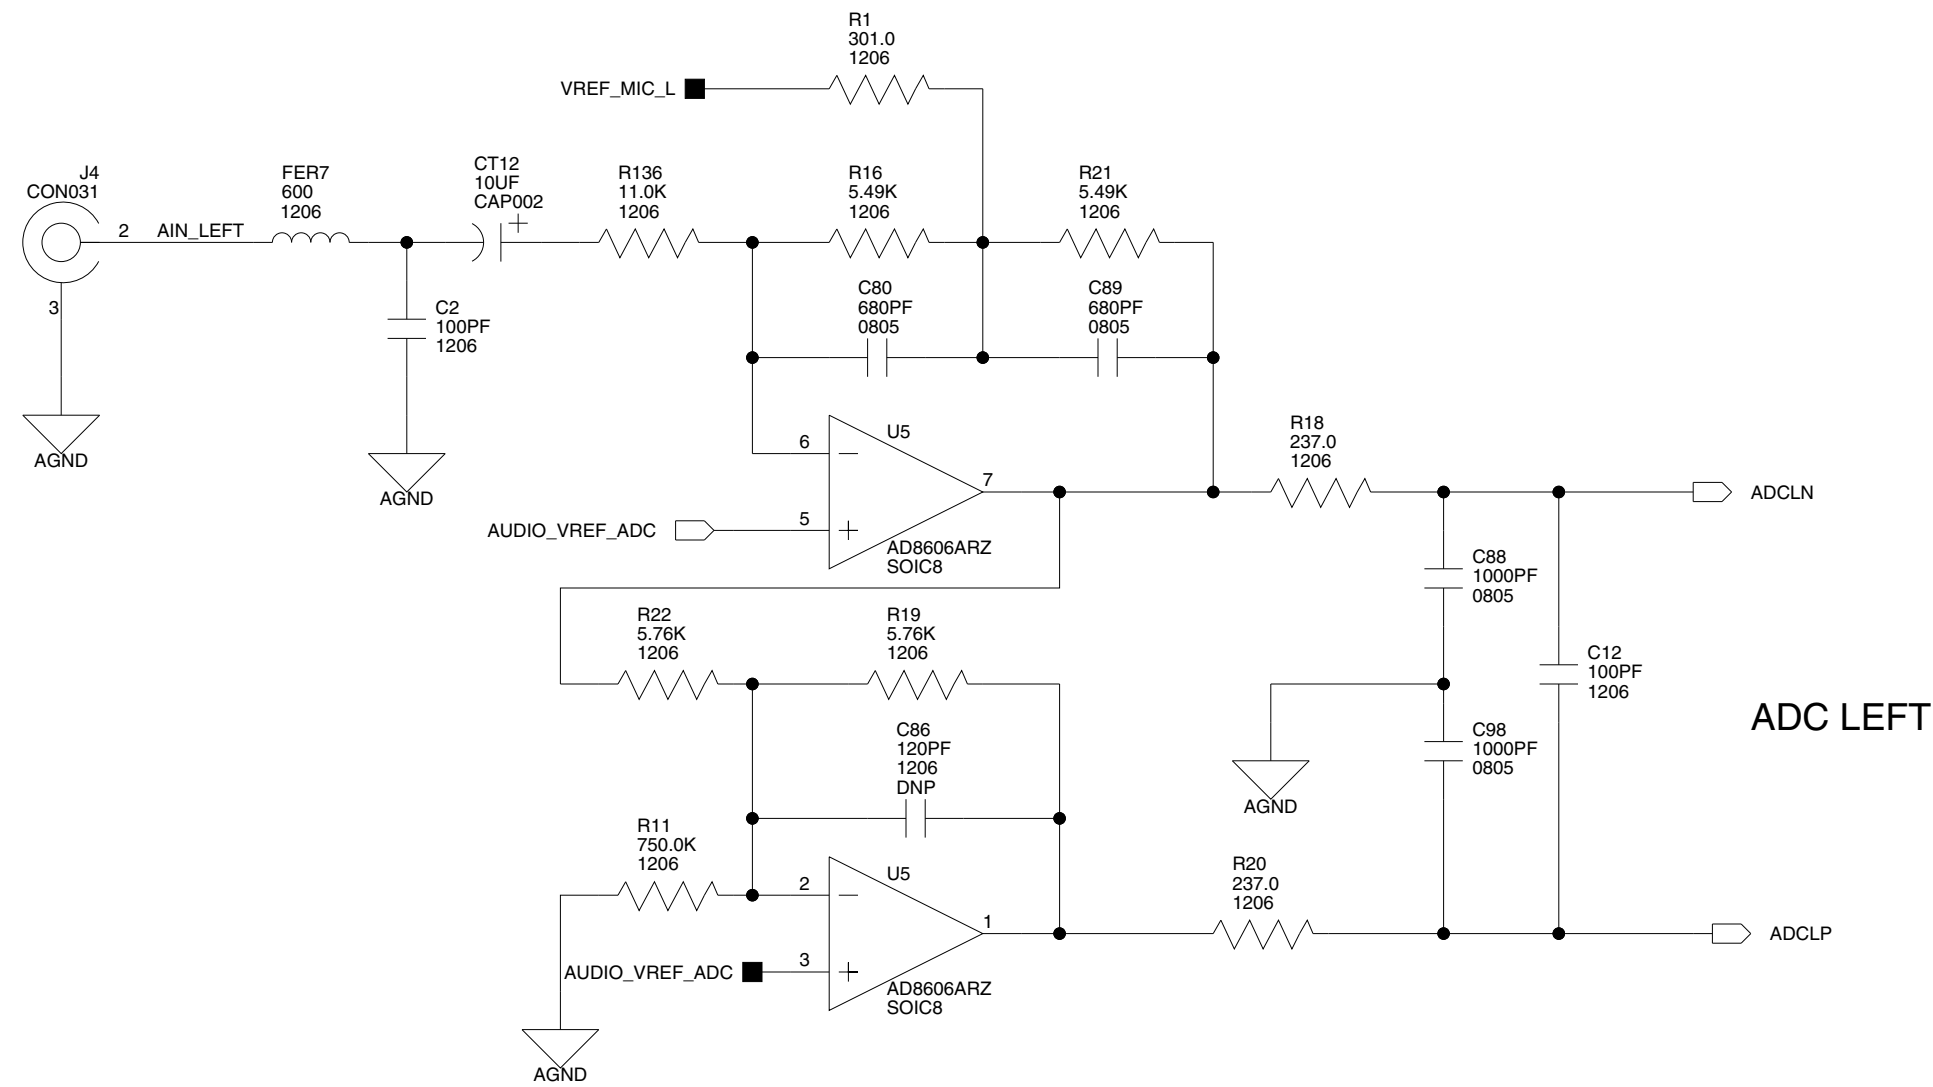 R1
301.0
1206
VREF_MIC_L
J4
CON031
2
AIN_LEFT
3
AGND
FER7
600
1206
C2
100PF
1206
AGND
CT12
10UF
CAP002
+
R136
11.0K
1206
R16
5.49K
1206
R21
5.49K
1206
C80
680PF
0805
C89
680PF
0805
U5
6
−
7
AUDIO_VREF_ADC
5
+
AD8606ARZ
SOIC8
R18
237.0
1206
ADCLN
C88
1000PF
0805
C12
100PF
1206
C98
1000PF
0805
AGND
ADC LEFT
R22
5.76K
1206
R19
5.76K
1206
C86
120PF
1206
DNP
R11
750.0K
1206
U5
2
−
1
AUDIO_VREF_ADC
3
+
AD8606ARZ
SOIC8
AGND
R20
237.0
1206
ADCLP